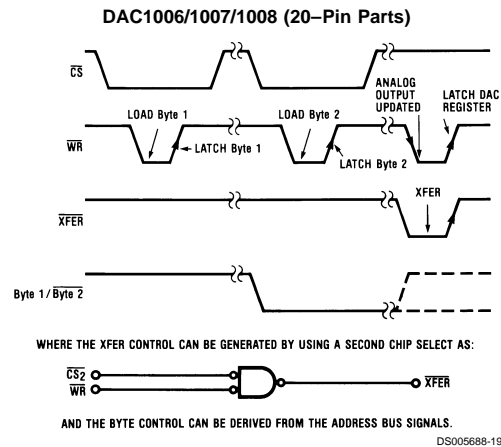 DAC1006/1007/1008 (20–Pin Parts)
CS
ANALOG
OUTPUT
UPDATED
LATCH DAC
REGISTER
LOAD Byte 1
LOAD Byte 2
WR
LATCH Byte 1
LATCH Byte 2
XFER
XFER
Byte 1/Byte 2
WHERE THE XFER CONTROL CAN BE GENERATED BY USING A SECOND CHIP SELECT AS:
CS2
WR
XFER
AND THE BYTE CONTROL CAN BE DERIVED FROM THE ADDRESS BUS SIGNALS.
DS005688-19